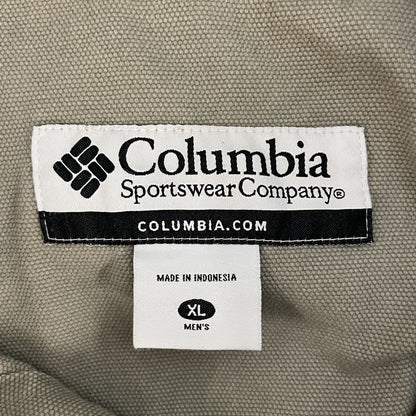 Columbia
Sportswear Company®
COLUMBIA.COM
MADE IN INDONESIA
XL
MEN'S